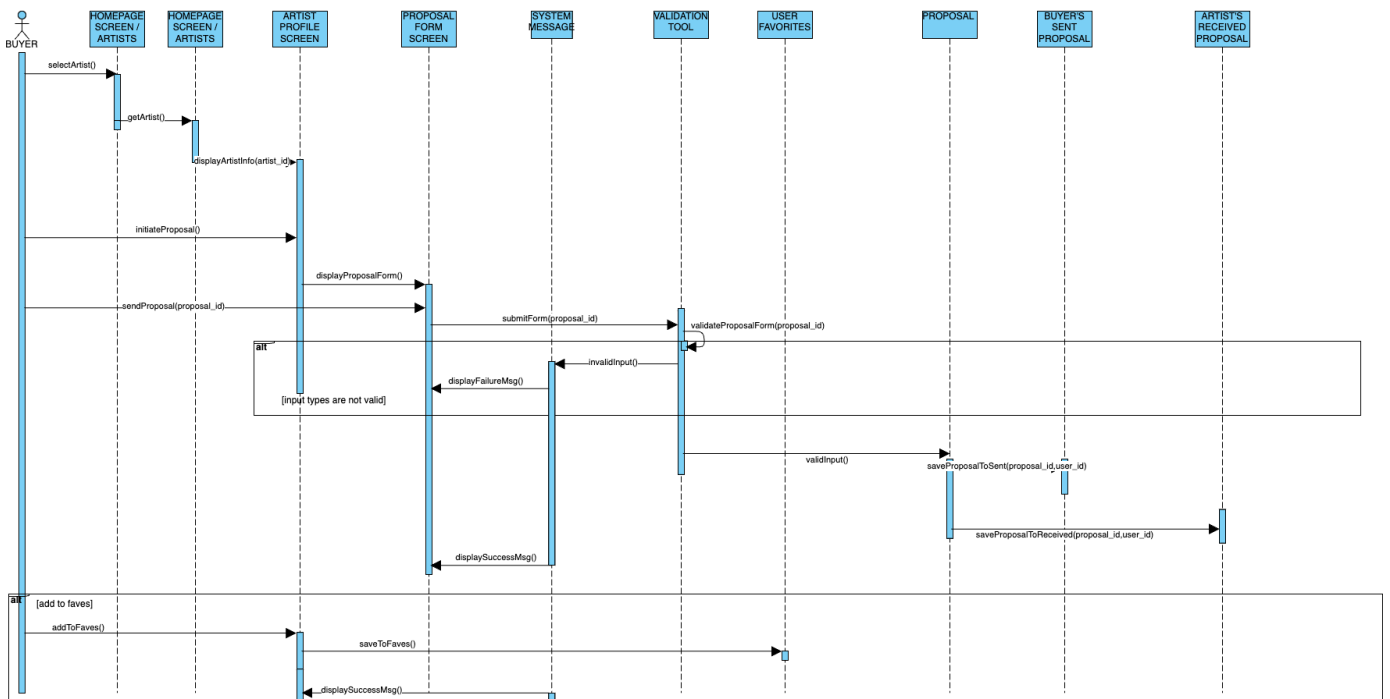 BUYER
HOMEPAGE
SCREEN /
ARTISTS
HOMEPAGE
SCREEN /
ARTISTS
ARTIST
PROFILE
SCREEN
PROPOSAL
FORM
SCREEN
SYSTEM
MESSAGE
VALIDATION
TOOL
USER
FAVORITES
PROPOSAL
BUYER'S
SENT
PROPOSAL
ARTIST'S
RECEIVED
PROPOSAL
selectArtist()
getArtist()
displayArtistInfo(artist_id)
initiateProposal()
displayProposalForm()
sendProposal(proposal_id)
submitForm(proposal_id)
validateProposalForm(proposal_id)
alt
invalidInput()
displayFailureMsg()
[input types are not valid]
validInput()
saveProposalToSent(proposal_id,user_id)
saveProposalToReceived(proposal_id,user_id)
displaySuccessMsg()
alt
[add to faves]
addToFaves()
saveToFaves()
displaySuccessMsg()